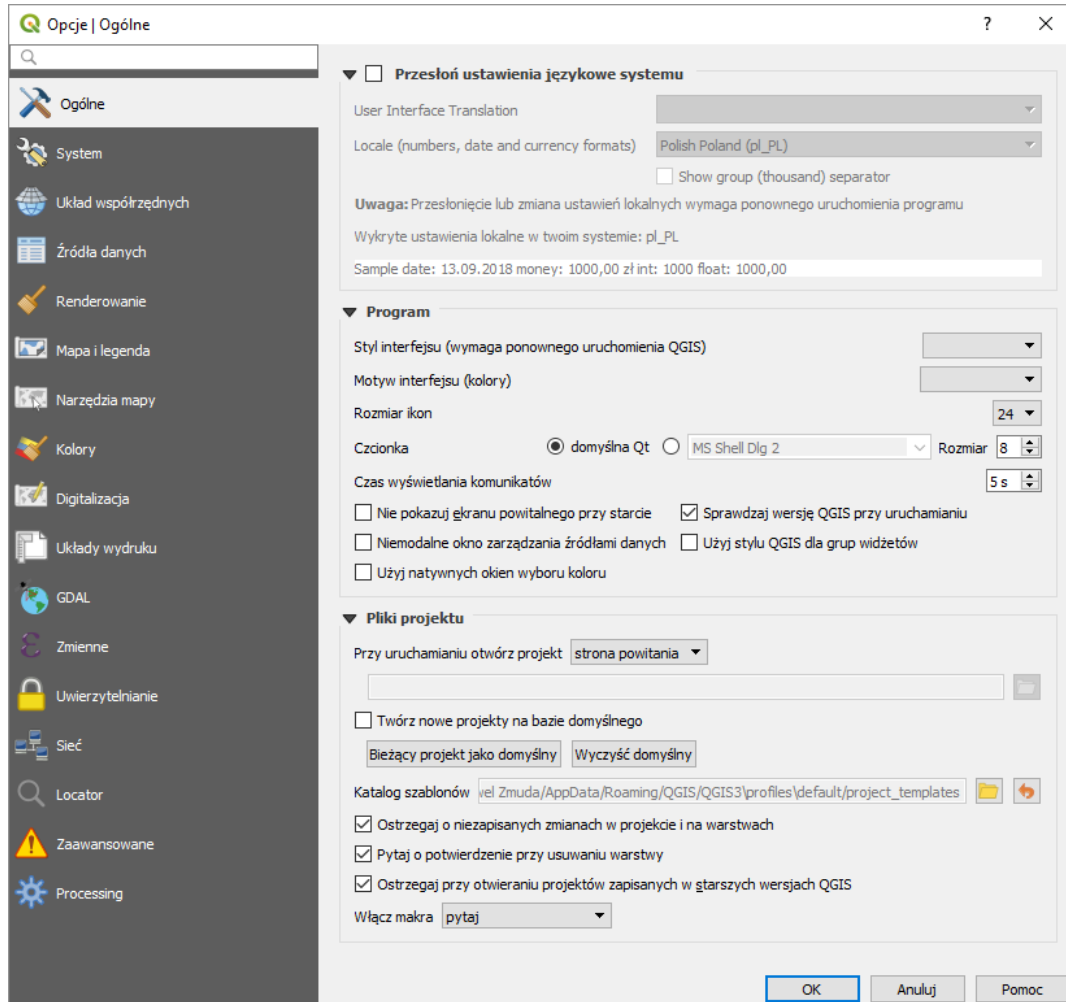 Opcje | Ogólne
Ogólne
System
Układ współrzędnych
Źródła danych
Renderowanie
Mapa i legenda
Narzędzia mapy
Kolory
Digitalizacja
Układy wydruku
GDAL
Zmienne
Uwierzytelnianie
Sieć
Locator
Zaawansowane
Processing
Przesłoń ustawienia językowe systemu
User Interface Translation
Locale (numbers, date and currency formats) Polish Poland (pl_PL)
Show group (thousand) separator
Uwaga: Przesłonięcie lub zmiana ustawień lokalnych wymaga ponownego uruchomienia programu
Wykryte ustawienia lokalne w twoim systemie: pl_PL
Sample date: 13.09.2018 money: 1000,00 zł int: 1000 float: 1000,00
Program
Styl interfejsu (wymaga ponownego uruchomienia QGIS)
Motyw interfejsu (kolory)
Rozmiar ikon 24
Czcionka domyślna Qt MS Shell Dlg 2 Rozmiar 8
Czas wyświetlania komunikatów 5 s
Nie pokazuj ekranu powitalnego przy starcie Sprawdzaj wersję QGIS przy uruchamianiu
Niemodalne okno zarządzania źródłami danych Użyj stylu QGIS dla grup widżetów
Użyj natywnych okien wyboru koloru
Pliki projektu
Przy uruchamianiu otwórz projekt strona powitania
Twórz nowe projekty na bazie domyślnego
Bieżący projekt jako domyślny Wyczyść domyślny
Katalog szablonów vel Zmuda/AppData/Roaming/QGIS/QGIS3\profiles\default/project_templates
Ostrzegaj o niezapisanych zmianach w projekcie i na warstwach
Pytaj o potwierdzenie przy usuwaniu warstwy
Ostrzegaj przy otwieraniu projektów zapisanych w starszych wersjach QGIS
Włącz makra pytaj
OK Anuluj Pomoc